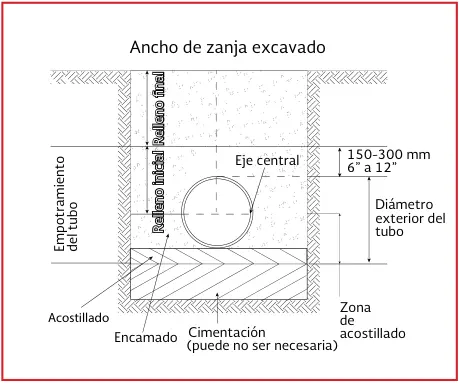 Ancho de zanja excavado
Relleno final
Relleno inicial
Eje central
150-300 mm
6” a 12”
Empotramiento
del tubo
Diámetro
exterior del
tubo
Acostillado
Encamado
Cimentación
(puede no ser necesaria)
Zona
de
acostillado